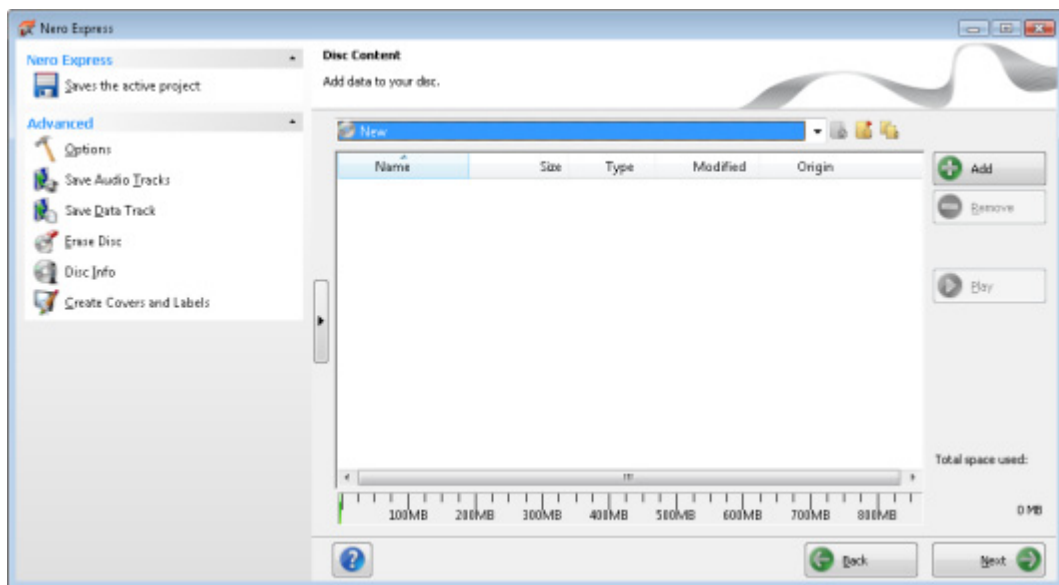 Nero Express
Nero Express
Saves the active project
Advanced
Options
Save Audio Tracks
Save Data Track
Erase Disc
Disc Info
Create Covers and Labels
Disc Content
Add data to your disc.
New
Name Size Type Modified Origin
Add
Remove
Play
Total space used:
100MB 200MB 300MB 400MB 500MB 600MB 700MB 800MB
0 MB
Back
Next